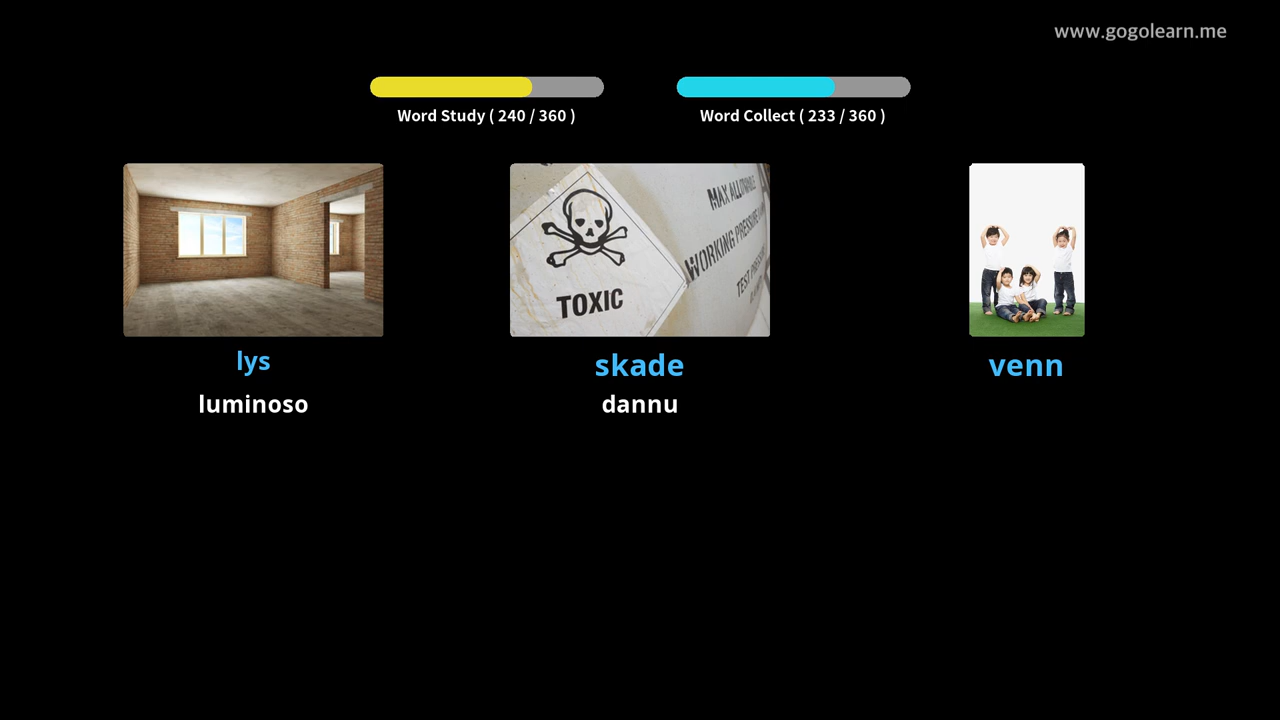 www.gogolearn.me
Word Study ( 240 / 360 )
Word Collect ( 233 / 360 )
TOXIC
MAX ALLOWABLE
WORKING PRESSURE
lys
skade
venn
luminoso
dannu